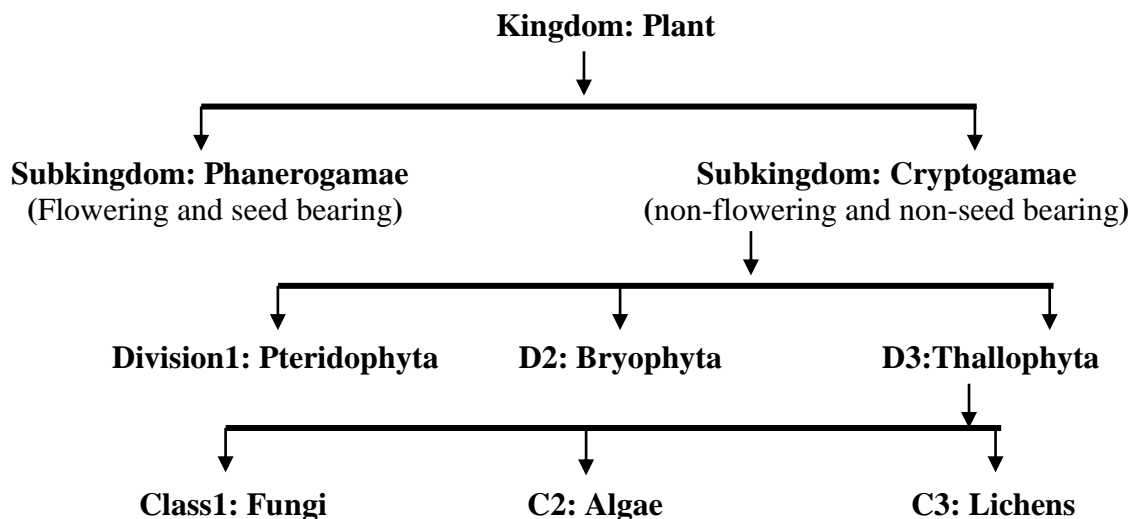 Kingdom: Plant
Subkingdom: Phanerogamae
(Flowering and seed bearing)
Subkingdom: Cryptogamae
(non-flowering and non-seed bearing)
Division1: Pteridophyta
D2: Bryophyta
D3:Thallophyta
Class1: Fungi
C2: Algae
C3: Lichens